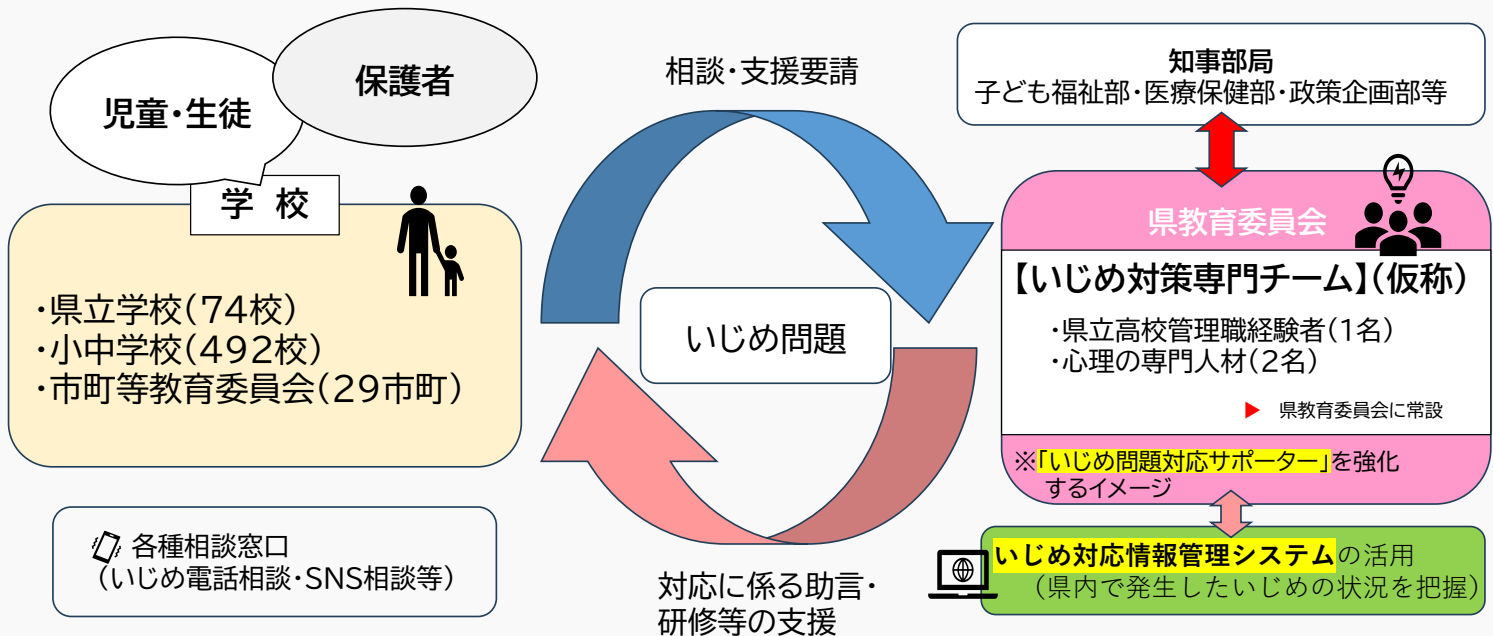 児童・生徒
保護者
学 校
・県立学校(74校)
・小中学校(492校)
・市町等教育委員会(29市町)
各種相談窓口
(いじめ電話相談・SNS相談等)
相談・支援要請
いじめ問題
対応に係る助言・
研修等の支援
知事部局
子ども福祉部・医療保健部・政策企画部等
県教育委員会
【いじめ対策専門チーム】(仮称)
・県立高校管理職経験者(1名)
・心理の専門人材(2名)
▶ 県教育委員会に常設
※「いじめ問題対応サポーター」を強化
するイメージ
いじめ対応情報管理システムの活用
(県内で発生したいじめの状況を把握)